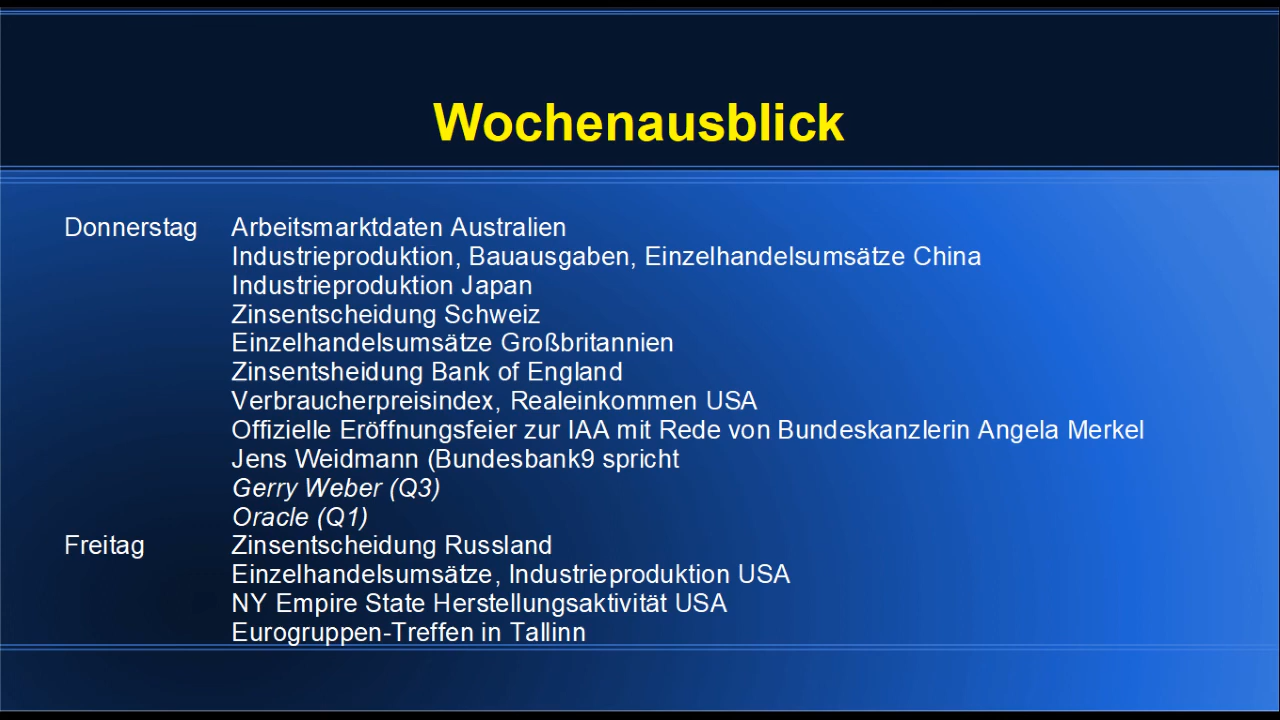 Wochenausblick
Donnerstag Arbeitsmarktdaten Australien
Industrieproduktion, Bauausgaben, Einzelhandelsumsätze China
Industrieproduktion Japan
Zinsentscheidung Schweiz
Einzelhandelsumsätze Großbritannien
Zinsentsheidung Bank of England
Verbraucherpreisindex, Realeinkommen USA
Offizielle Eröffnungsfeier zur IAA mit Rede von Bundeskanzlerin Angela Merkel
Jens Weidmann (Bundesbank9 spricht
Gerry Weber (Q3)
Oracle (Q1)
Freitag Zinsentscheidung Russland
Einzelhandelsumsätze, Industrieproduktion USA
NY Empire State Herstellungsaktivität USA
Eurogruppen-Treffen in Tallinn